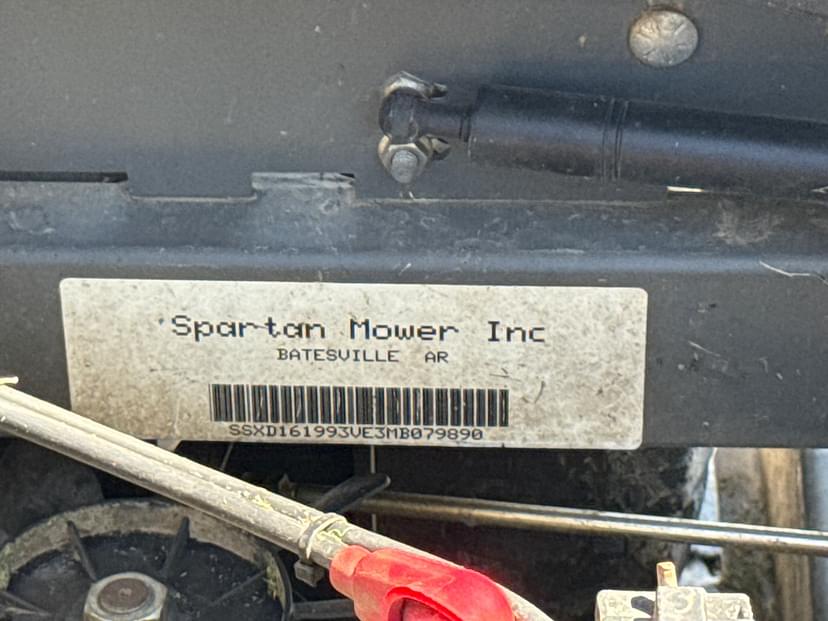 Spartan Mower Inc
BATESVILLE AR
SSXD161993VE3MB079890